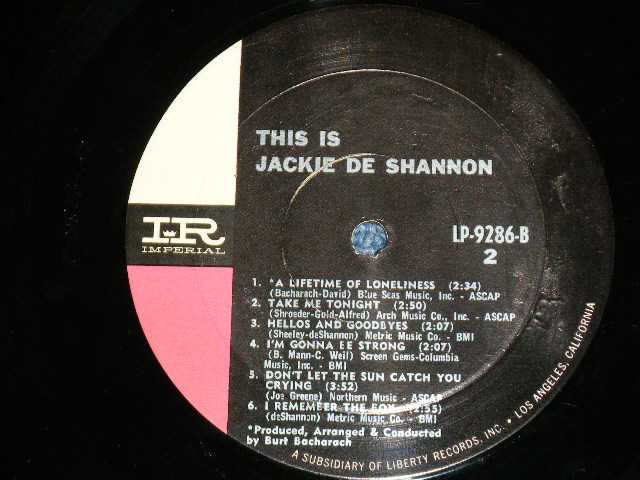 THIS IS
JACKIE DE SHANNON
IR
IMPERIAL
LP-9286-B
2
1. *A LIFETIME OF LONELINESS (2:34)
(Bacharach-David) Blue Seas Music, Inc. - ASCAP
2. TAKE ME TONIGHT (2:50)
(Shroeder-Gold-Alfred) Arch Music Co., Inc. - ASCAP
3. HELLOS AND GOODBYES (2:07)
(Sheeley-deShannon) Metric Music Co. - BMI
4. I'M GONNA BE STRONG (2:07)
(B. Mann-C. Weil) Screen Gems-Columbia
Music, Inc. - BMI
5. DON'T LET THE SUN CATCH YOU
CRYING (3:52)
(Joe Greene) Northern Music - ASCAP
6. I REMEMBER THE BOY (2:55)
(deShannon) Metric Music Co. - BMI
*Produced, Arranged & Conducted
by Burt Bacharach
A SUBSIDIARY OF LIBERTY RECORDS, INC. • LOS ANGELES, CALIFORNIA